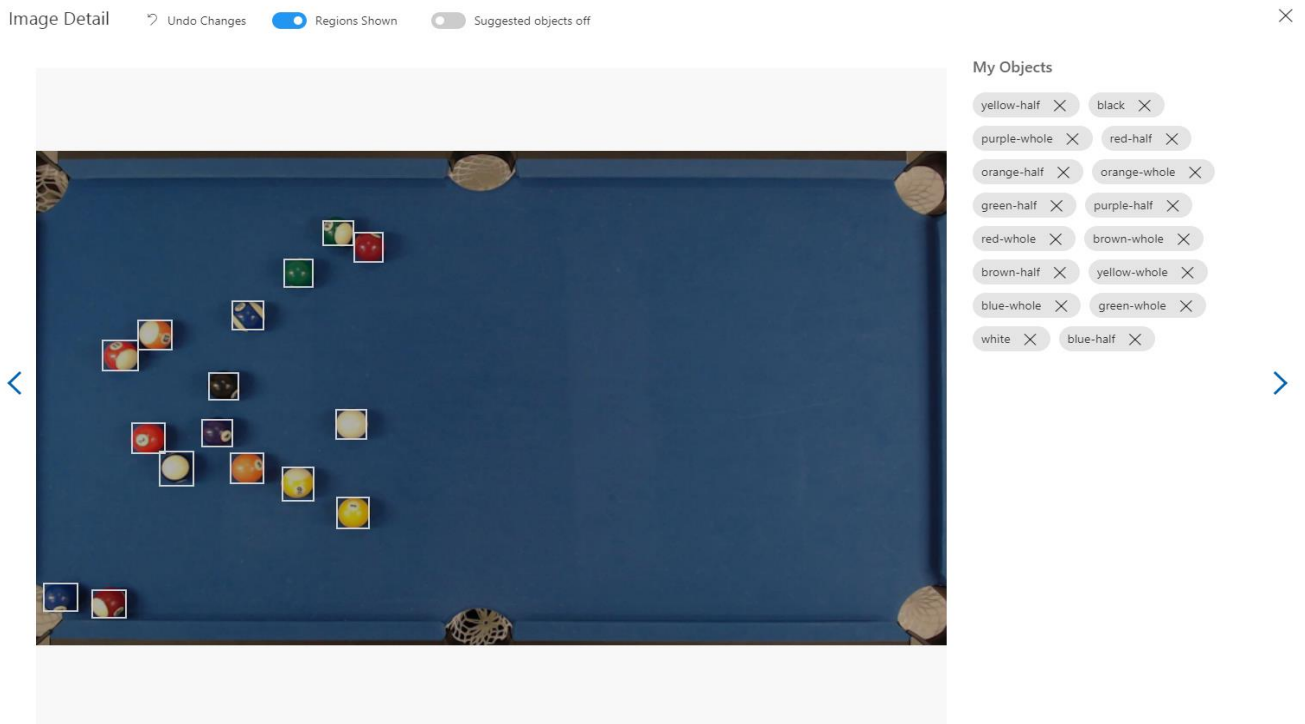 Image Detail Undo Changes Regions Shown Suggested objects off
My Objects
yellow-half black
purple-whole red-half
orange-half orange-whole
green-half purple-half
red-whole brown-whole
brown-half yellow-whole
blue-whole green-whole
white blue-half